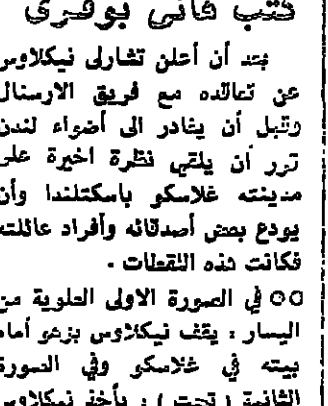 كتب فاني بوفري
بعد أن أعلن تشارلي نيكلاوس
عن تعاقده مع فريق الارسنال
وقبل أن يغادر الى أضواء لندن
قرر أن يلقي نظرة اخيرة على
مدينته غلاسكو باسكتلندا وأن
يودع بعض أصدقائه وأفراد عائلته
فكانت هذه اللقطات .
في الصورة الاولى العلوية من
اليسار : يقف نيكلاوس بزهو أمام
بيته في غلاسكو وفي الصورة
الثانية ( تحت ) : يأخذ نيكلاوس